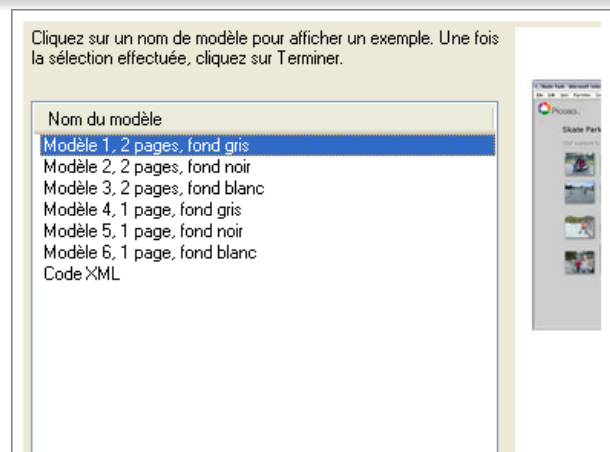 Cliquez sur un nom de modèle pour afficher un exemple. Une fois
la sélection effectuée, cliquez sur Terminer.
Nom du modèle
Modèle 1, 2 pages, fond gris
Modèle 2, 2 pages, fond noir
Modèle 3, 2 pages, fond blanc
Modèle 4, 1 page, fond gris
Modèle 5, 1 page, fond noir
Modèle 6, 1 page, fond blanc
Code XML
Picasa.
Skate Park